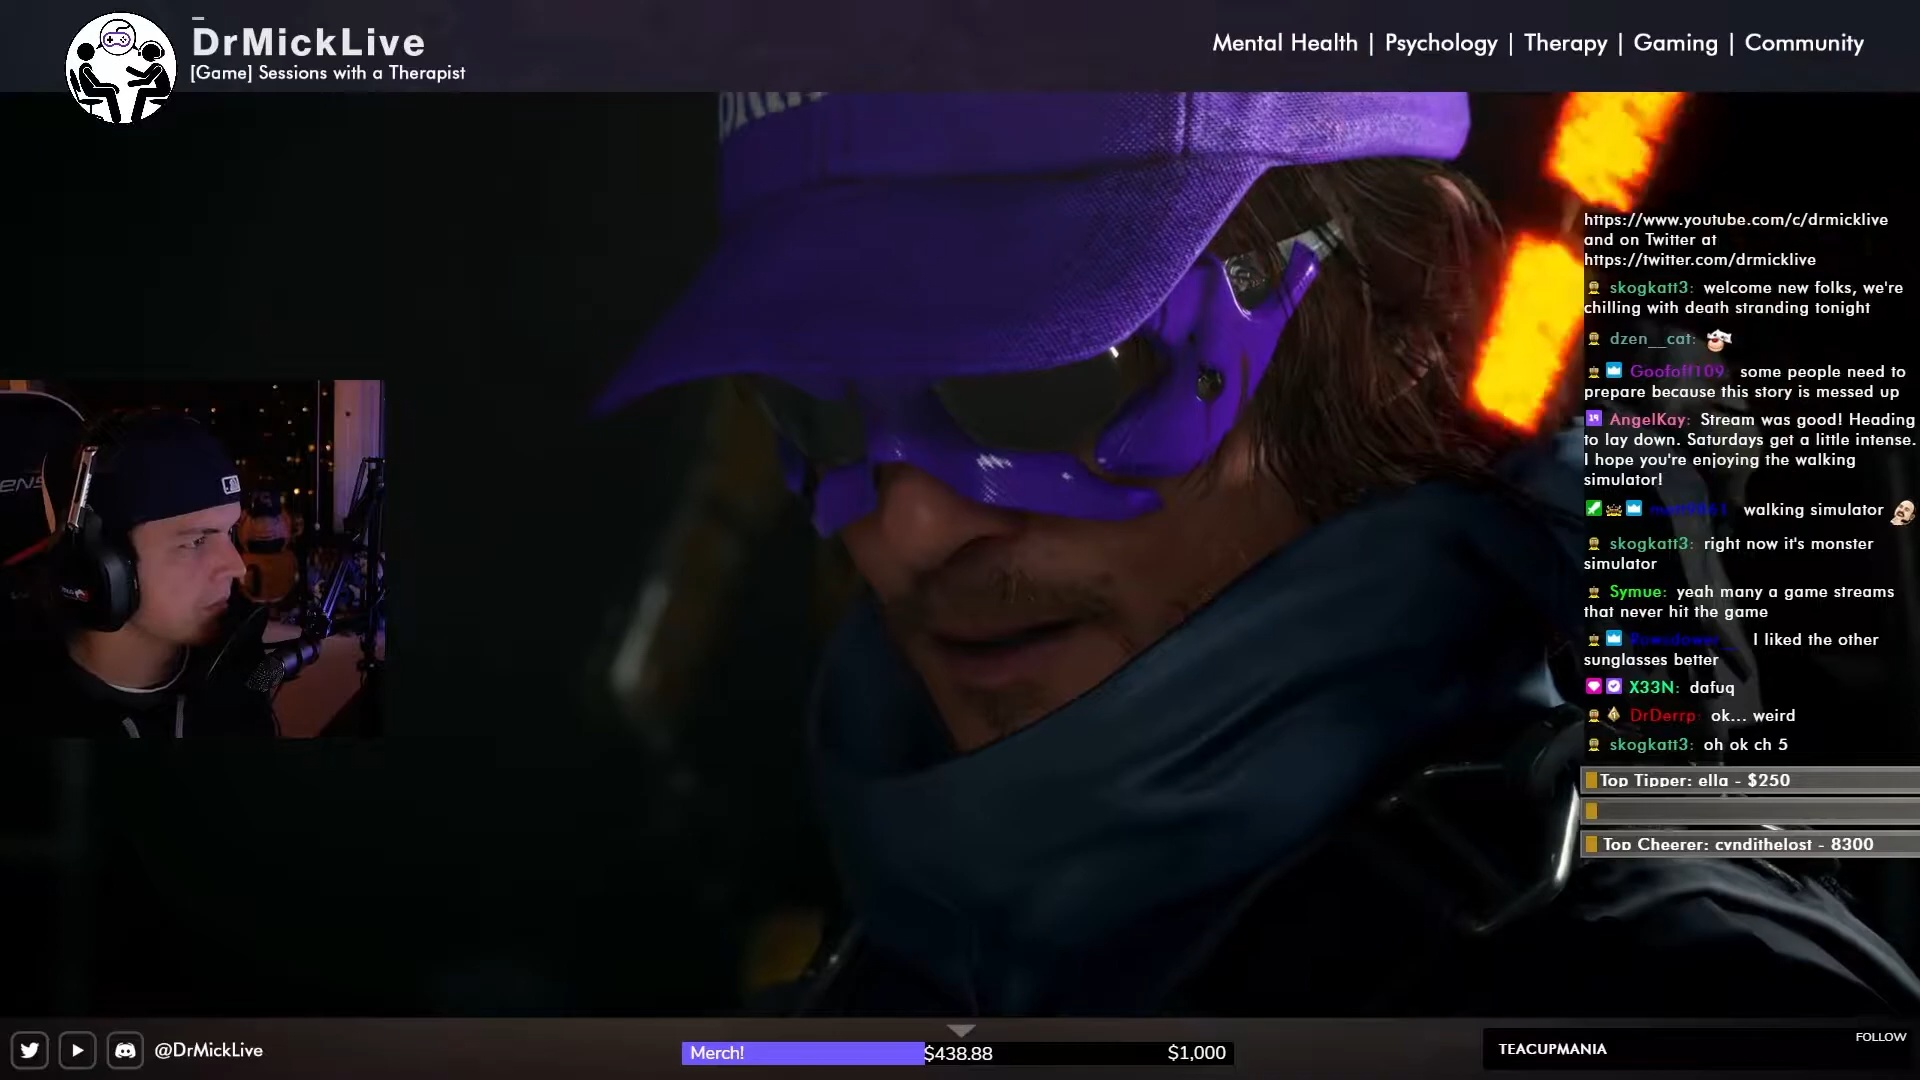 DrMickLive
[Game] Sessions with a Therapist
Mental Health | Psychology | Therapy | Gaming | Community
https://www.youtube.com/c/drmicklive
and on Twitter at
https://twitter.com/drmicklive
skogkatt3: welcome new folks, we're
chilling with death stranding tonight
dzen__cat:
Goofoff109: some people need to
prepare because this story is messed up
19 AngelKay: Stream was good! Heading
to lay down. Saturdays get a little intense.
I hope you're enjoying the walking
simulator!
walking simulator
skogkatt3: right now it's monster
simulator
Symue: yeah many a game streams
that never hit the game
I liked the other
sunglasses better
X33N: dafuq
DrDerrp: ok... weird
skogkatt3: oh ok ch 5
Top Tipper: ella - $250
Top Cheerer: cyndithelost - 8300
@DrMickLive
Merch! $438.88 $1,000
FOLLOW
TEACUPMANIA